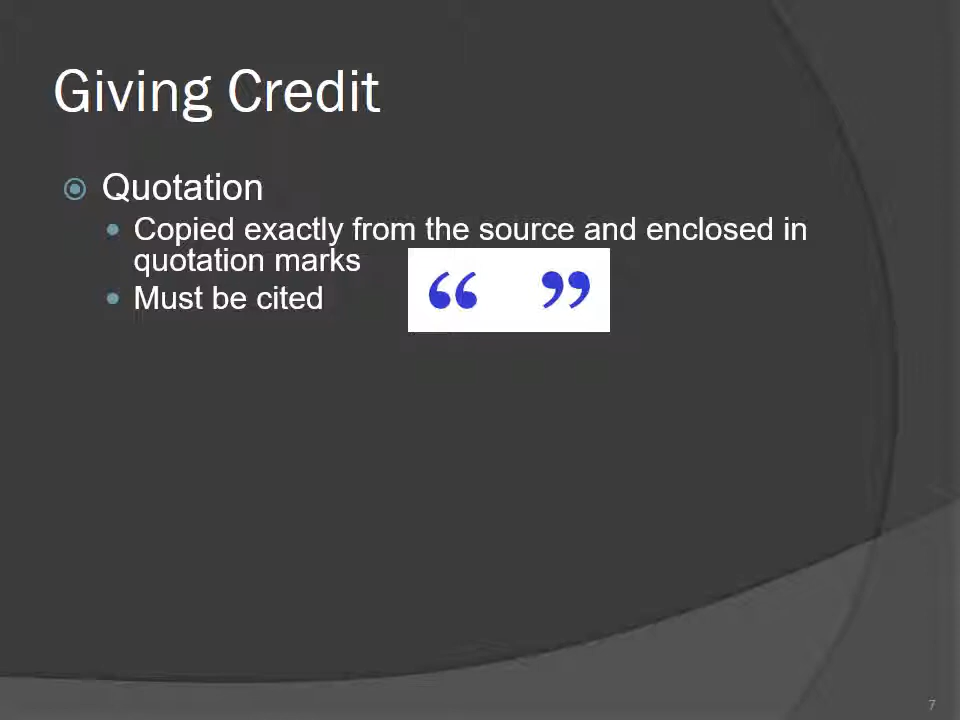 Giving Credit
Quotation
Copied exactly from the source and enclosed in
quotation marks
“ ”
Must be cited
7